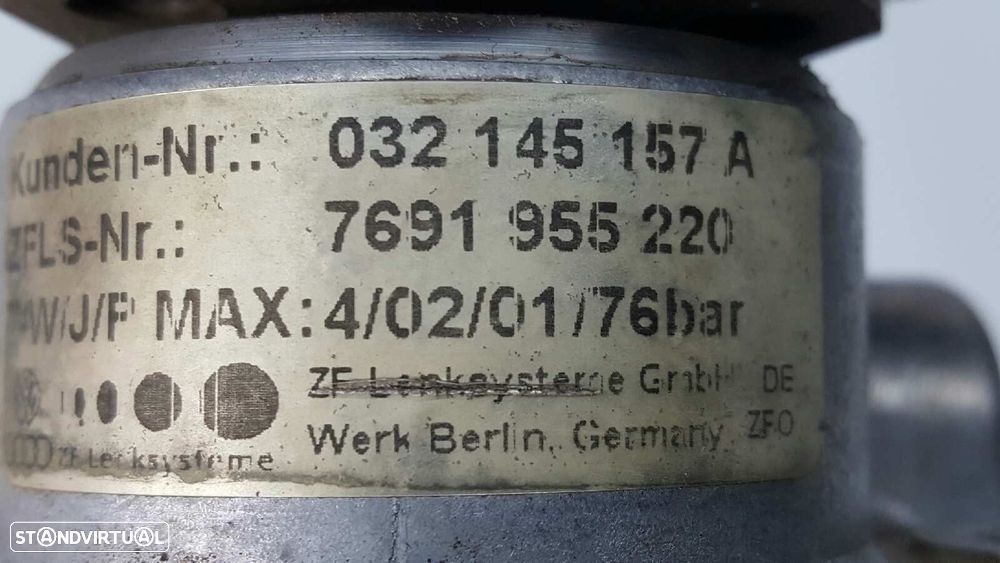 Kunden-Nr.: 032 145 157 A
ZFLS-Nr.: 7691 955 220
PW/J/P MAX: 4/02/01/76bar
ZF Lenksysteme GmbH DE
Werk Berlin, Germany ZFO
ZF Lenksysteme
STANDVIRTUAL